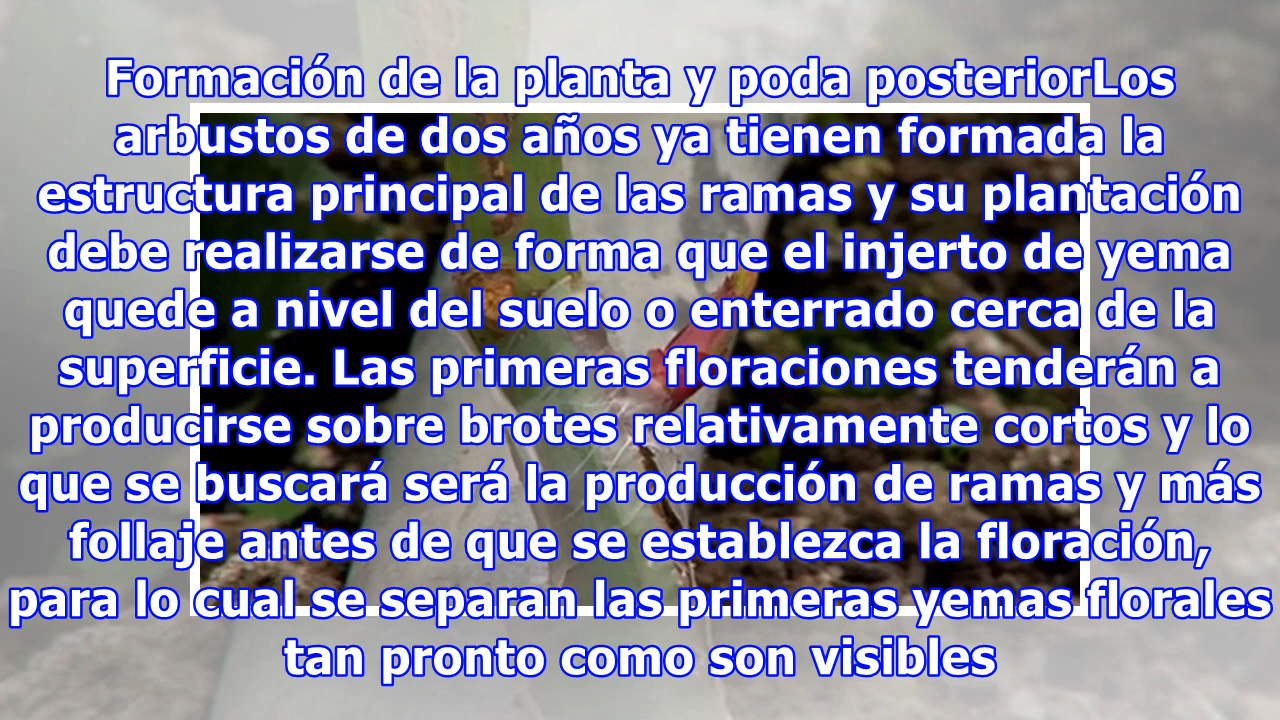 Formación de la planta y poda posteriorLos
arbustos de dos años ya tienen formada la
estructura principal de las ramas y su plantación
debe realizarse de forma que el injerto de yema
quede a nivel del suelo o enterrado cerca de la
superficie. Las primeras floraciones tenderán a
producirse sobre brotes relativamente cortos y lo
que se buscará será la producción de ramas y más
follaje antes de que se establezca la floración,
para lo cual se separan las primeras yemas florales
tan pronto como son visibles